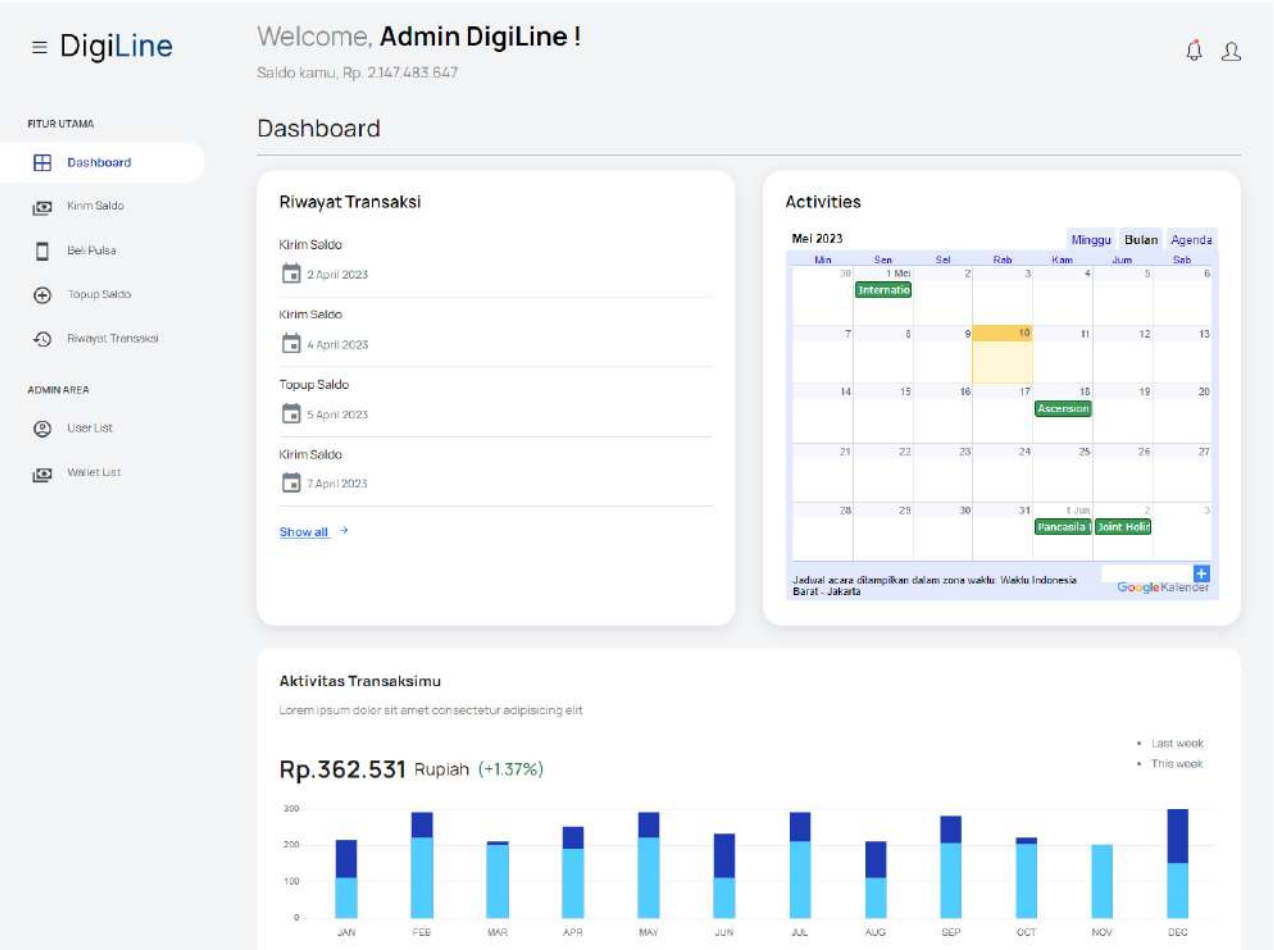 DigiLine
Welcome, Admin DigiLine !
Saldo kamu, Rp. 2.147.483.647
FITUR UTAMA
Dashboard
Kirim Saldo
Beli Pulsa
Topup Saldo
Riwayat Transaksi
ADMIN AREA
User List
Wallet List
Dashboard
Riwayat Transaksi
Kirim Saldo
2 April 2023
Kirim Saldo
4 April 2023
Topup Saldo
5 April 2023
Kirim Saldo
7 April 2023
Show all
Activities
Mei 2023 Minggu Bulan Agenda
Min Sen Sel Rab Kam Jum Sab
30 1 Mei 2 3 4 5 6
Internatio
7 8 9 10 11 12 13
14 15 16 17 18 19 20
Ascension
21 22 23 24 25 26 27
28 29 30 31 1 Jun 2 3
Pancasila Joint Holid
Jadwal acara ditampilkan dalam zona waktu: Waktu Indonesia
Barat - Jakarta
Google Kalender
Aktivitas Transaksimu
Lorem ipsum dolor sit amet consectetur adipisicing elit
Last week
This week
Rp.362.531 Rupiah (+1.37%)
300
200
100
0
JAN FEB MAR APR MAY JUN JUL AUG SEP OCT NOV DEC